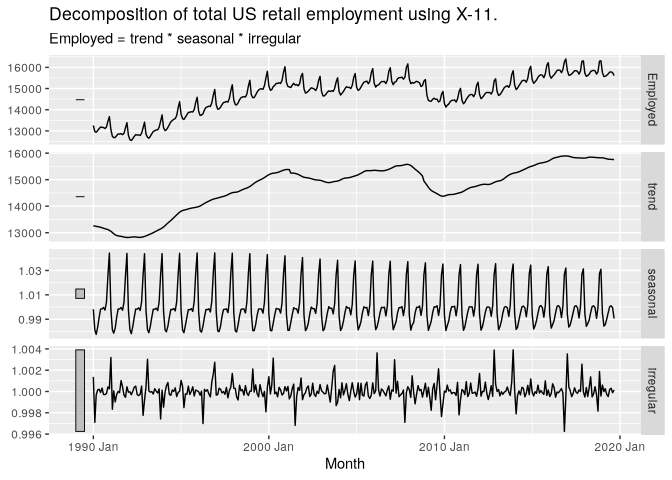 Decomposition of total US retail employment using X-11.
Employed = trend * seasonal * irregular
16000
15000
14000
13000
Employed
16000
15000
14000
13000
trend
1.03
1.01
0.99
seasonal
1.004
1.002
1.000
0.998
0.996
irregular
1990 Jan
2000 Jan
2010 Jan
2020 Jan
Month